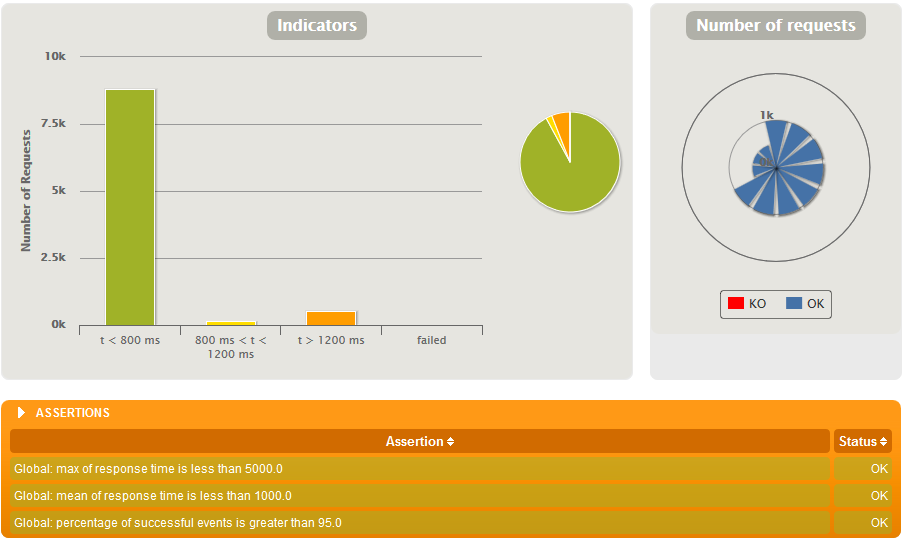 Indicators
Number of Requests
10k
7.5k
5k
2.5k
0k
t < 800 ms
800 ms < t <
1200 ms
t > 1200 ms
failed
Number of requests
1k
KO
OK
ASSERTIONS
Assertion
Status
Global: max of response time is less than 5000.0
OK
Global: mean of response time is less than 1000.0
OK
Global: percentage of successful events is greater than 95.0
OK